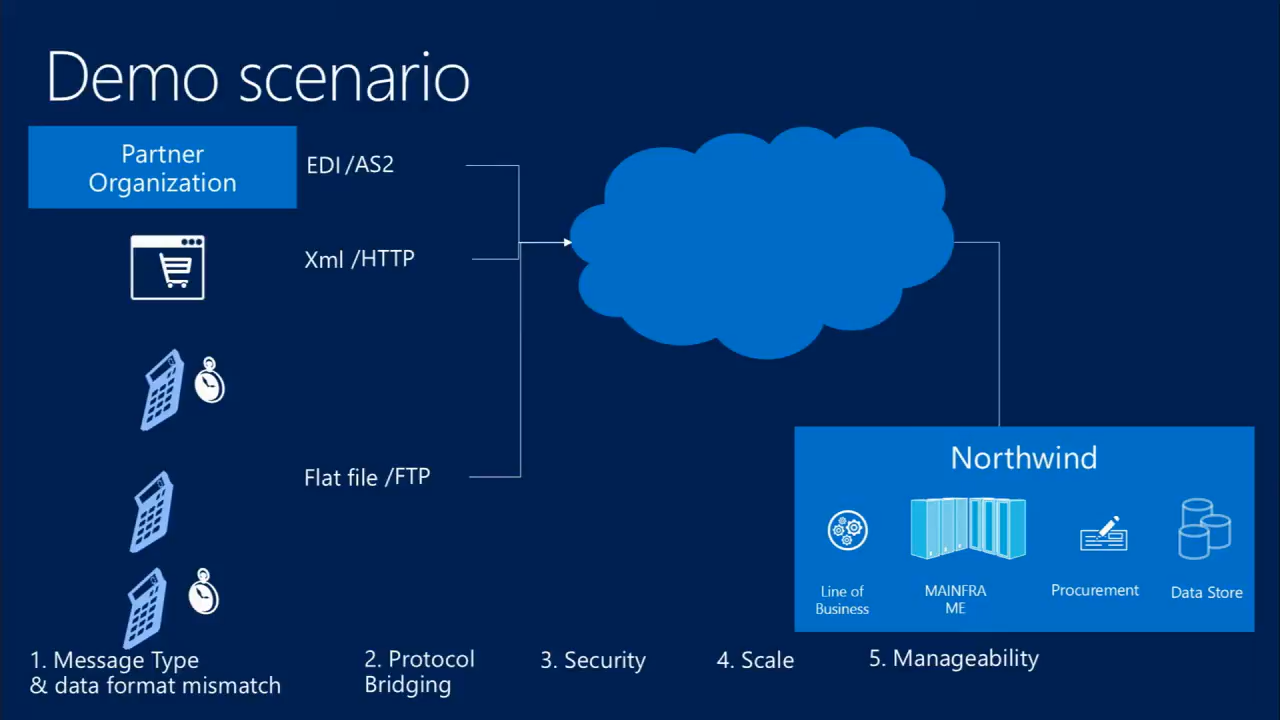 Demo scenario
Partner
Organization
EDI /AS2
Xml /HTTP
Flat file /FTP
Northwind
Line of
Business
MAINFRA
ME
Procurement
Data Store
1. Message Type
& data format mismatch
2. Protocol
Bridging
3. Security
4. Scale
5. Manageability